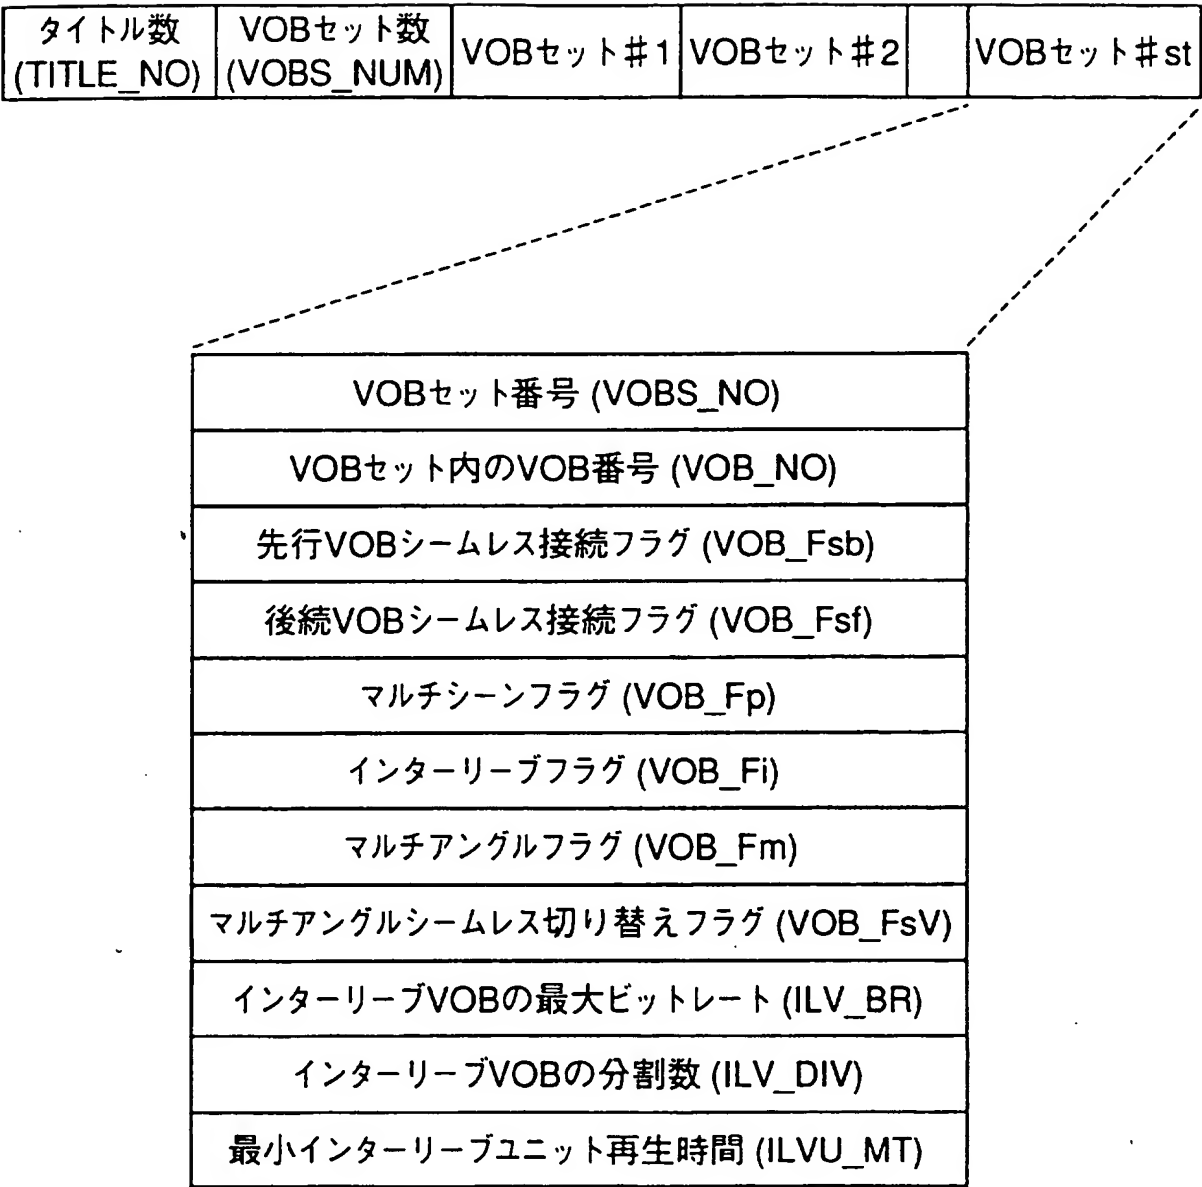 タイトル数
(TITLE_NO)
VOBセット数
(VOBS_NUM)
VOBセット#1
VOBセット#2
VOBセット#st
VOBセット番号 (VOBS_NO)
VOBセット内のVOB番号 (VOB_NO)
先行VOBシームレス接続フラグ (VOB_Fsb)
後続VOBシームレス接続フラグ (VOB_Fsf)
マルチシーンフラグ (VOB_Fp)
インターリーブフラグ (VOB_Fi)
マルチアングルフラグ (VOB_Fm)
マルチアングルシームレス切り替えフラグ (VOB_FsV)
インターリーブVOBの最大ビットレート (ILV_BR)
インターリーブVOBの分割数 (ILV_DIV)
最小インターリーブユニット再生時間 (ILVU_MT)